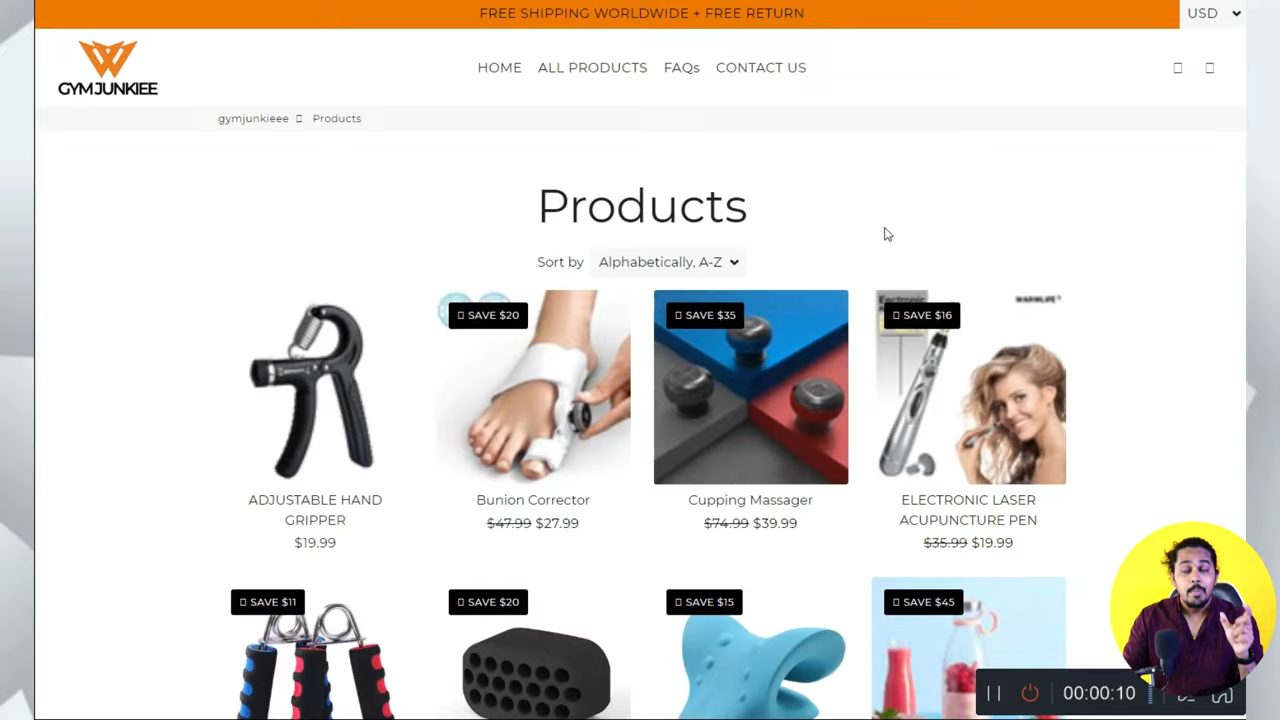 FREE SHIPPING WORLDWIDE + FREE RETURN
USD
GYM JUNKIEE
HOME
ALL PRODUCTS
FAQs
CONTACT US
gymjunkieee
Products
Products
Sort by
Alphabetically, A-Z
SAVE $20
SAVE $35
SAVE $16
WARMLIFE
ADJUSTABLE HAND
GRIPPER
$19.99
Bunion Corrector
$47.99 $27.99
Cupping Massager
$74.99 $39.99
ELECTRONIC LASER
ACUPUNCTURE PEN
$35.99 $19.99
SAVE $11
SAVE $20
SAVE $15
SAVE $45
00:00:10